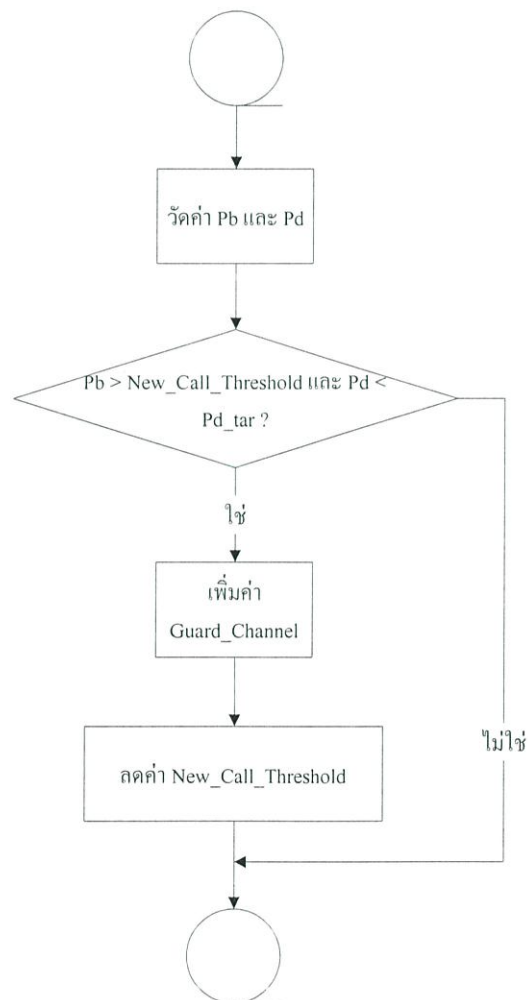 วัดค่า Pb และ Pd
Pb > New_Call_Threshold และ Pd <
Pd_tar ?
ใช่
เพิ่มค่า
Guard_Channel
ไม่ใช่
ลดค่า New_Call_Threshold